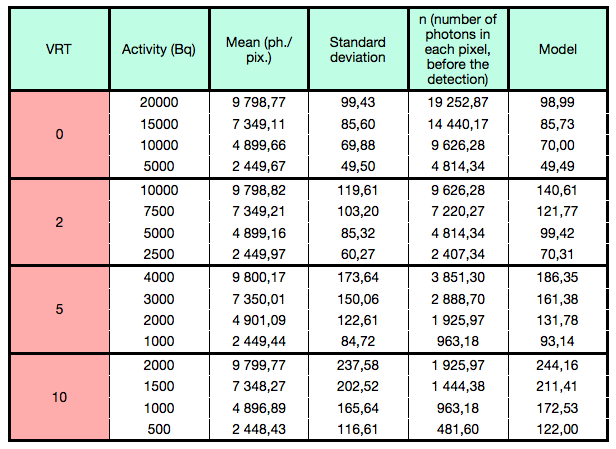 VRT Activity (Bq) Mean (ph./ pix.) Standard deviation n (number of photons in each pixel, before the detection) Model
0
20000 9 798,77 99,43 19 252,87 98,99
15000 7 349,11 85,60 14 440,17 85,73
10000 4 899,66 69,88 9 626,28 70,00
5000 2 449,67 49,50 4 814,34 49,49
2
10000 9 798,82 119,61 9 626,28 140,61
7500 7 349,21 103,20 7 220,27 121,77
5000 4 899,16 85,32 4 814,34 99,42
2500 2 449,97 60,27 2 407,34 70,31
5
4000 9 800,17 173,64 3 851,30 186,35
3000 7 350,01 150,06 2 888,70 161,38
2000 4 901,09 122,61 1 925,97 131,78
1000 2 449,44 84,72 963,18 93,14
10
2000 9 799,77 237,58 1 925,97 244,16
1500 7 348,27 202,52 1 444,38 211,41
1000 4 896,89 165,64 963,18 172,53
500 2 448,43 116,61 481,60 122,00